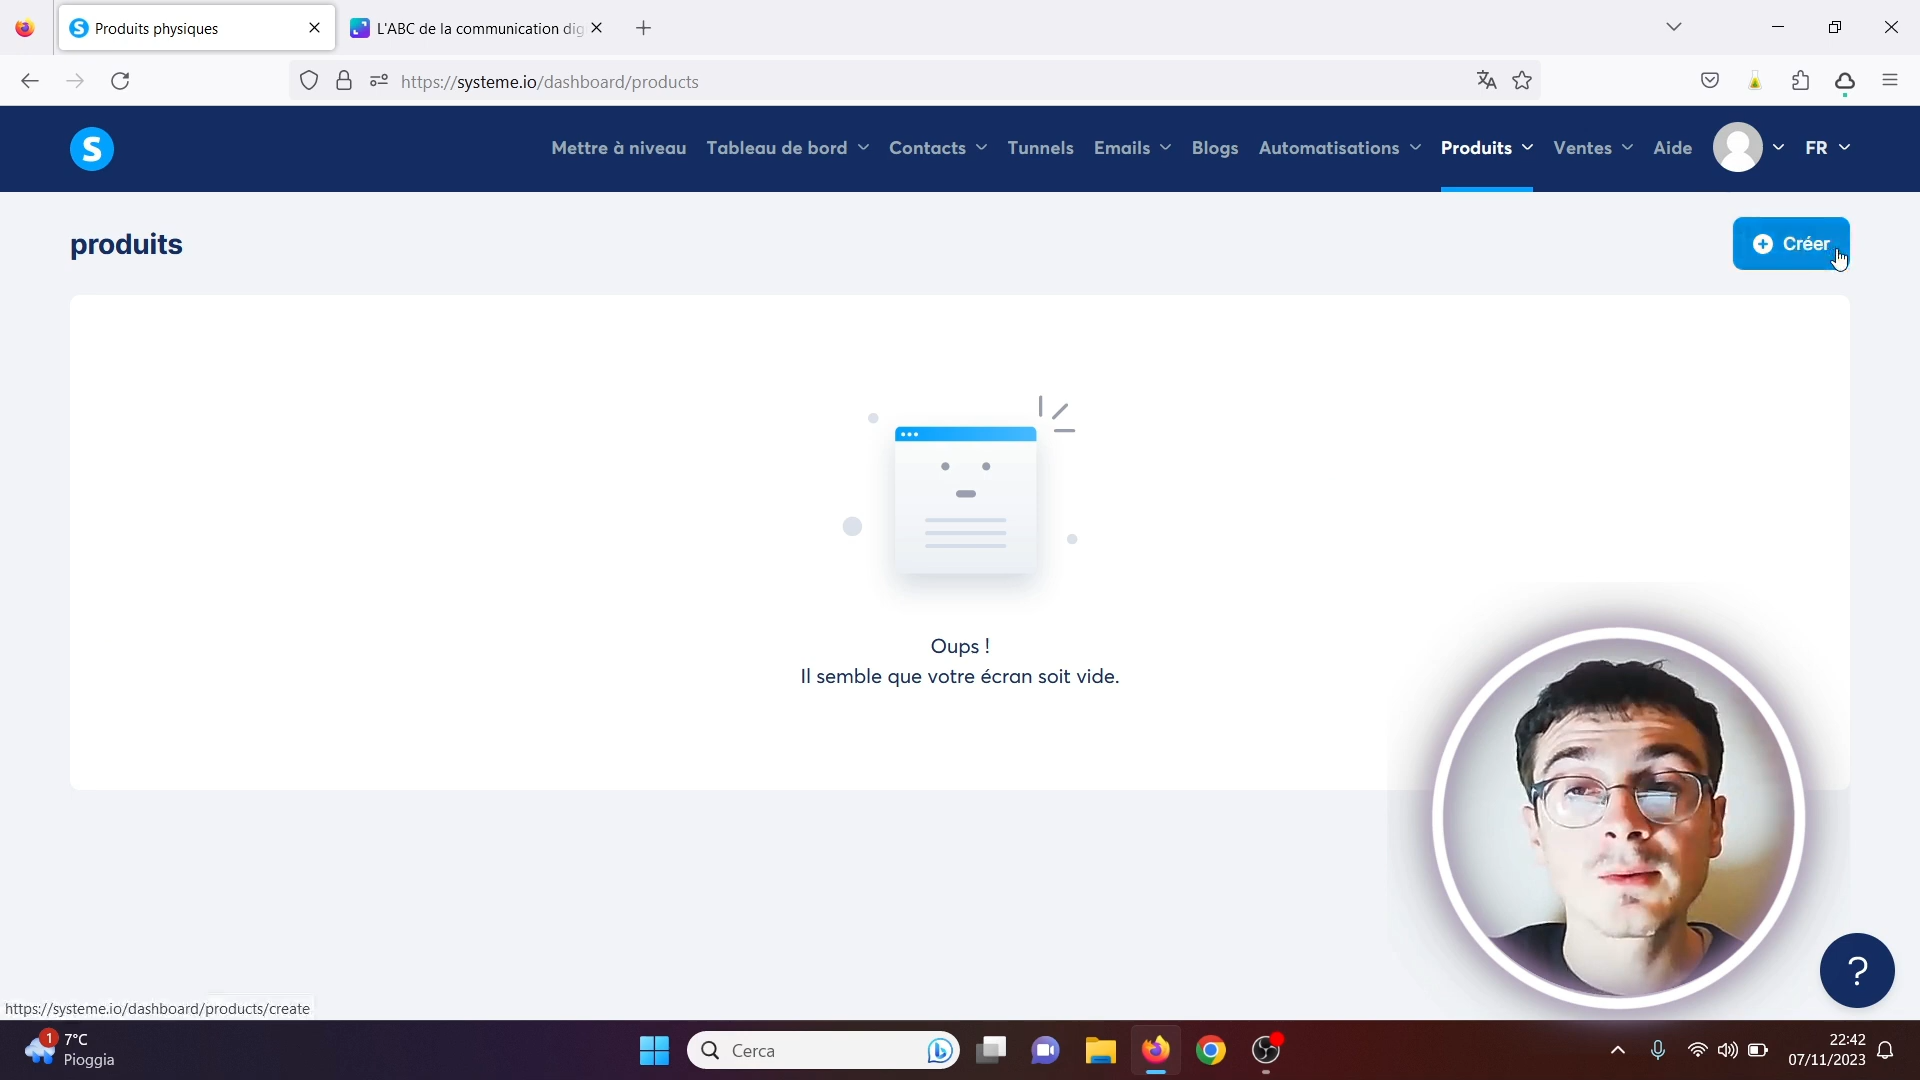 Produits physiques
L'ABC de la communication dig
https://systeme.io/dashboard/products
S
Mettre à niveau Tableau de bord Contacts Tunnels Emails Blogs Automatisations Produits Ventes Aide FR
produits
Créer
Oups !
Il semble que votre écran soit vide.
?
https://systeme.io/dashboard/products/create
1
7°C
Pioggia
Cerca
22:42
07/11/2023